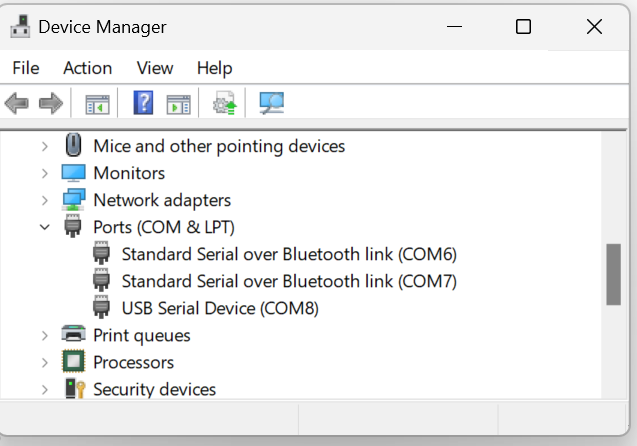 Device Manager
File Action View Help
Mice and other pointing devices
Monitors
Network adapters
Ports (COM & LPT)
Standard Serial over Bluetooth link (COM6)
Standard Serial over Bluetooth link (COM7)
USB Serial Device (COM8)
Print queues
Processors
Security devices